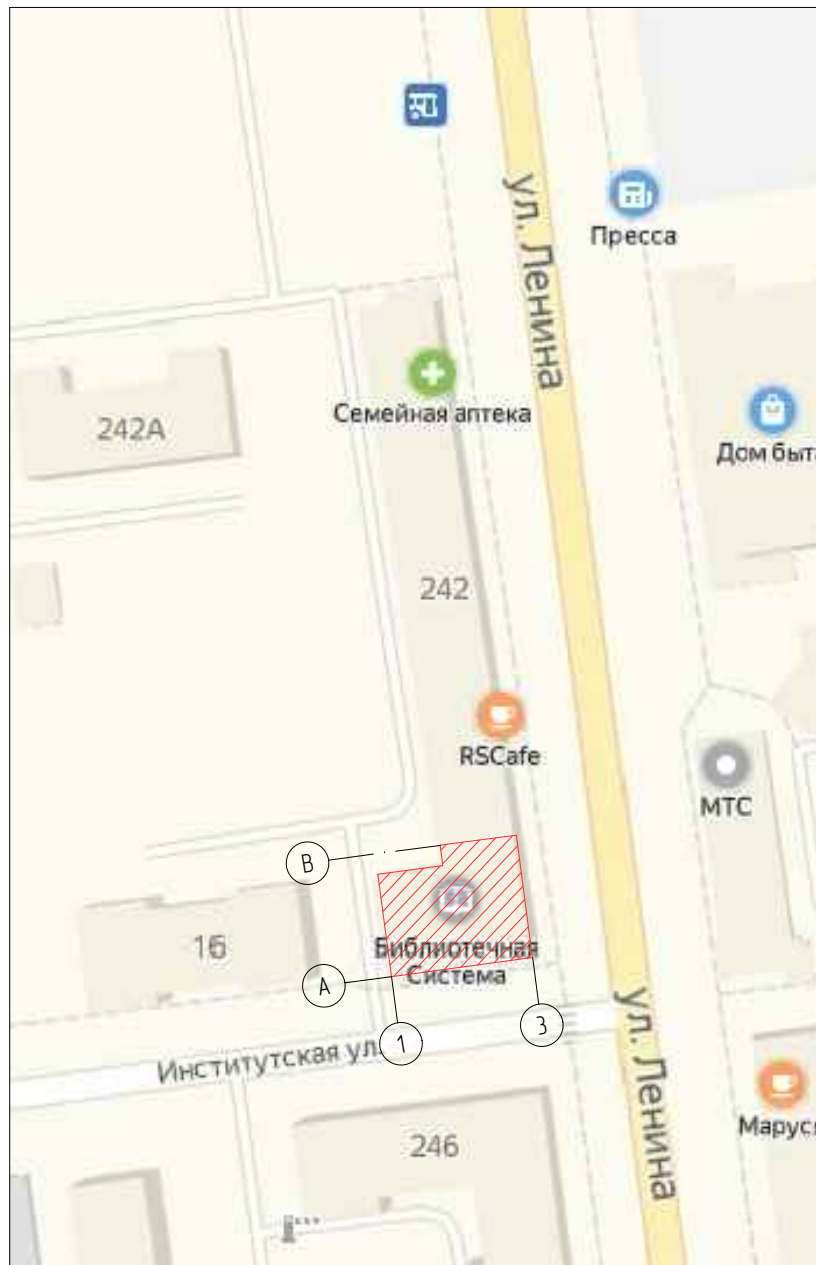 ул. Ленина
Пресса
Семейная аптека
242А
Дом быта
242
RSCafe
МТС
В
16
Библиотечная
Система
А
1
3
Институтская ул.
ул. Ленина
Маруся
246